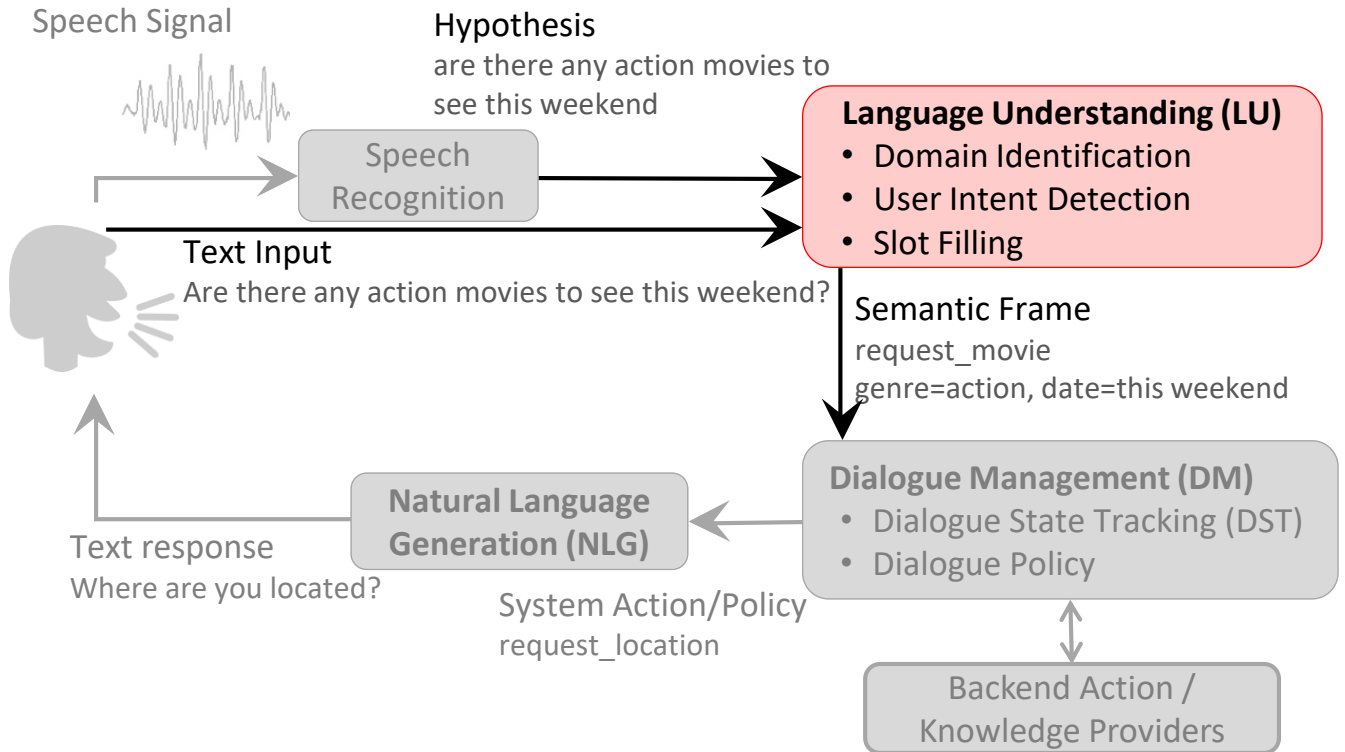 Speech Signal
Hypothesis
are there any action movies to
see this weekend
Speech
Recognition
Language Understanding (LU)
• Domain Identification
• User Intent Detection
• Slot Filling
Text Input
Are there any action movies to see this weekend?
Semantic Frame
request_movie
genre=action, date=this weekend
Dialogue Management (DM)
• Dialogue State Tracking (DST)
• Dialogue Policy
Natural Language
Generation (NLG)
Text response
Where are you located?
System Action/Policy
request_location
Backend Action /
Knowledge Providers